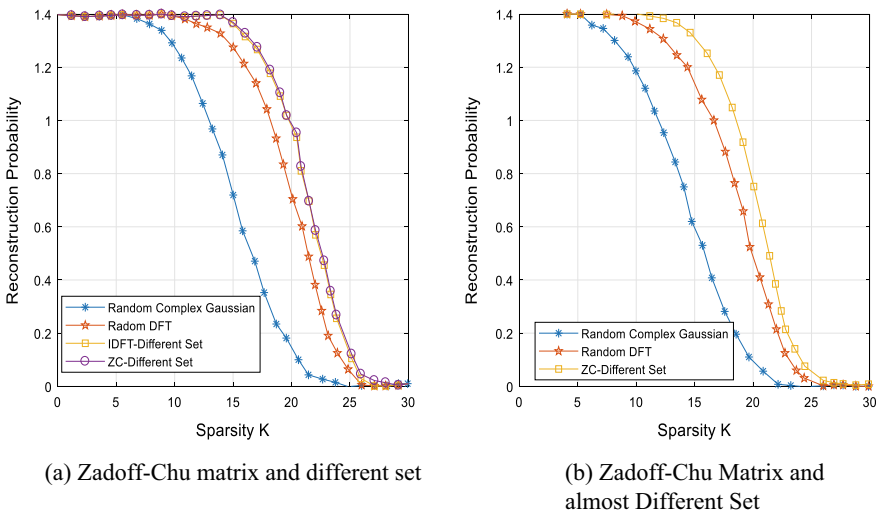 1.4
1.2
1
0.8
0.6
0.4
0.2
0
Reconstruction Probability
Random Complex Gaussian
Radom DFT
IDFT-Different Set
ZC-Different Set
0 5 10 15 20 25 30
Sparsity K
(a) Zadoff-Chu matrix and different set
1.4
1.2
1
0.8
0.6
0.4
0.2
0
Reconstruction Probability
Random Complex Gaussian
Random DFT
ZC-Different Set
0 5 10 15 20 25 30
Sparsity K
(b) Zadoff-Chu Matrix and
almost Different Set